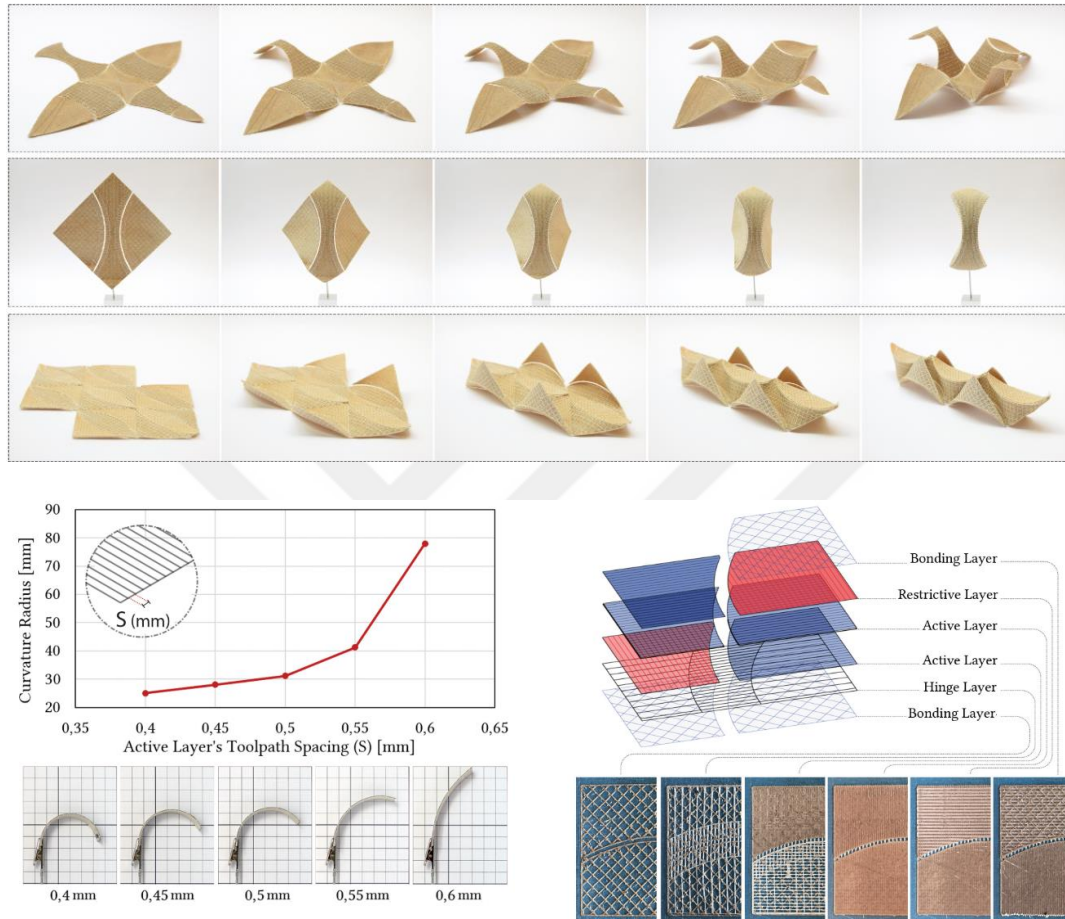 90
80
70
60
50
40
30
20
Curvature Radius [mm]
S (mm)
0,35
0,4
0,45
0,5
0,55
0,6
0,65
Active Layer's Toolpath Spacing (S) [mm]
0,4 mm
0,45 mm
0,5 mm
0,55 mm
0,6 mm
Bonding Layer
Restrictive Layer
Active Layer
Active Layer
Hinge Layer
Bonding Layer